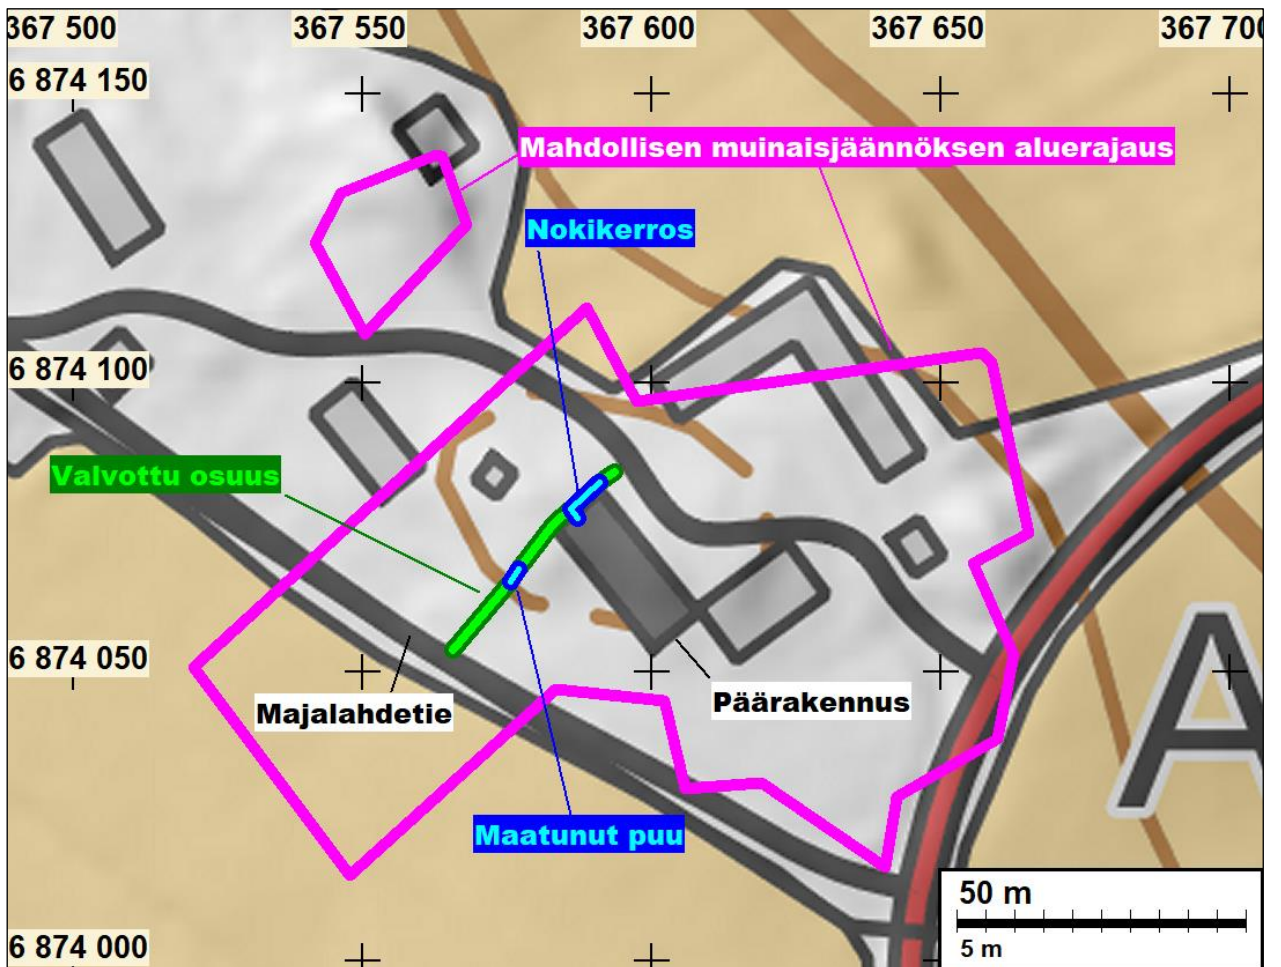 367 500
367 550
367 600
367 650
367 700
6 874 150
Mahdollisen muinaisjäännöksen aluerajaus
Nokikerros
6 874 100
Valvottu osuus
6 874 050
Majalahdetie
Päärakennus
A
Maatunut puu
50 m
5 m
6 874 000